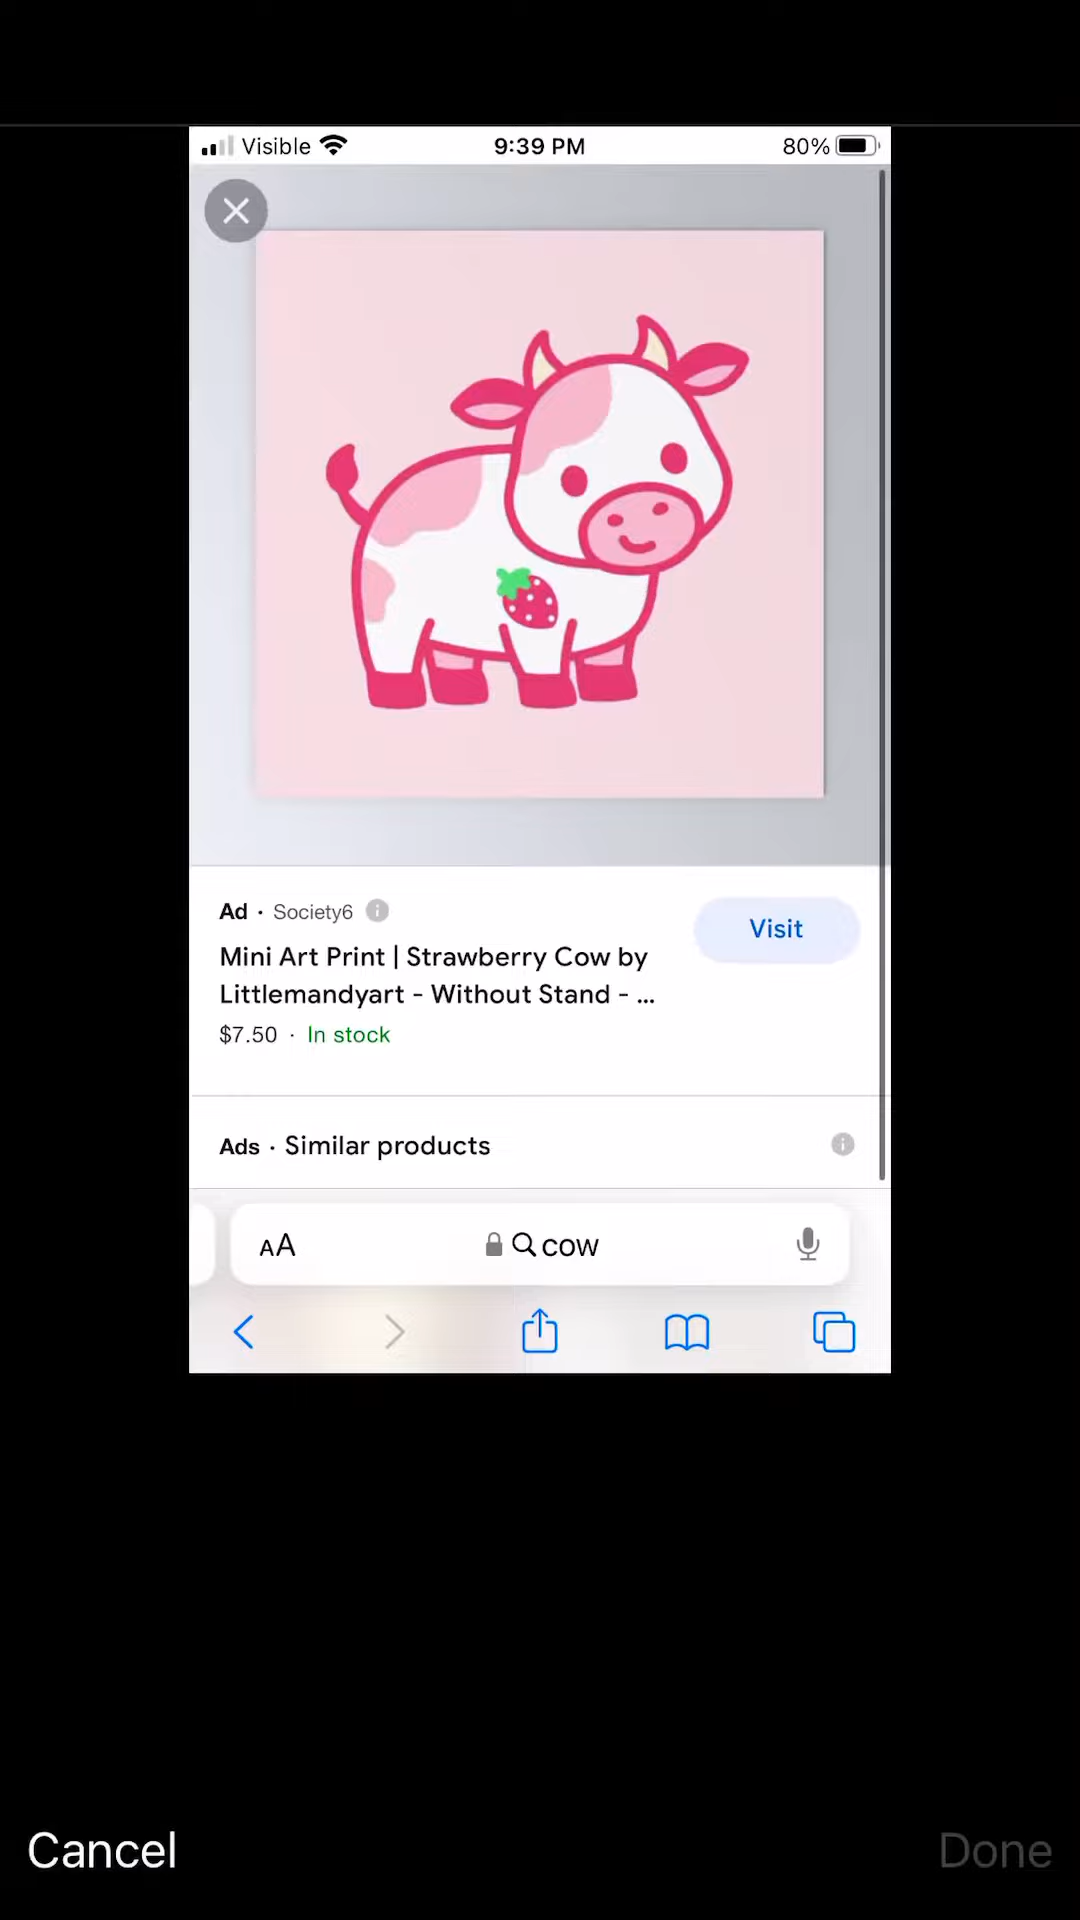 Visible
9:39 PM
80%
Ad · Society6
Visit
Mini Art Print | Strawberry Cow by
Littlemandyart - Without Stand - ...
$7.50 · In stock
Ads · Similar products
AA
cow
Cancel
Done